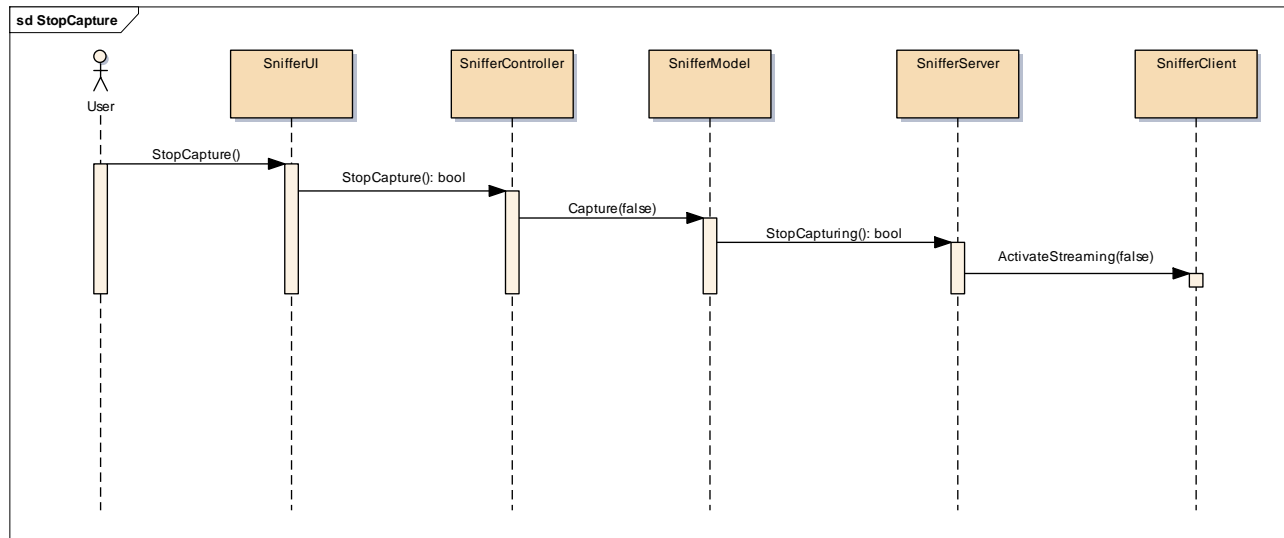 sd StopCapture
User
SnifferUI
SnifferController
SnifferModel
SnifferServer
SnifferClient
StopCapture()
StopCapture(): bool
Capture(false)
StopCapturing(): bool
ActivateStreaming(false)